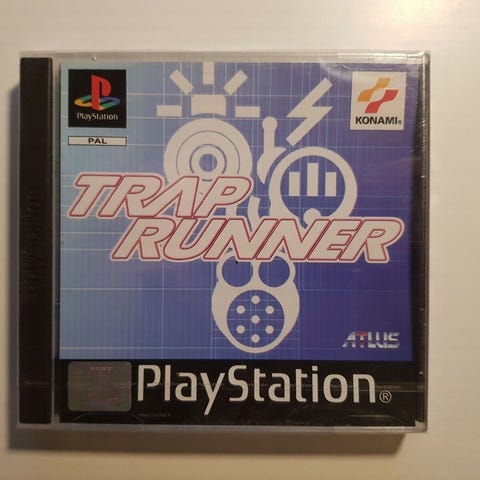 PlayStation
PAL
KONAMI®
TRAP
RUNNER
ATLUS
PlayStation®